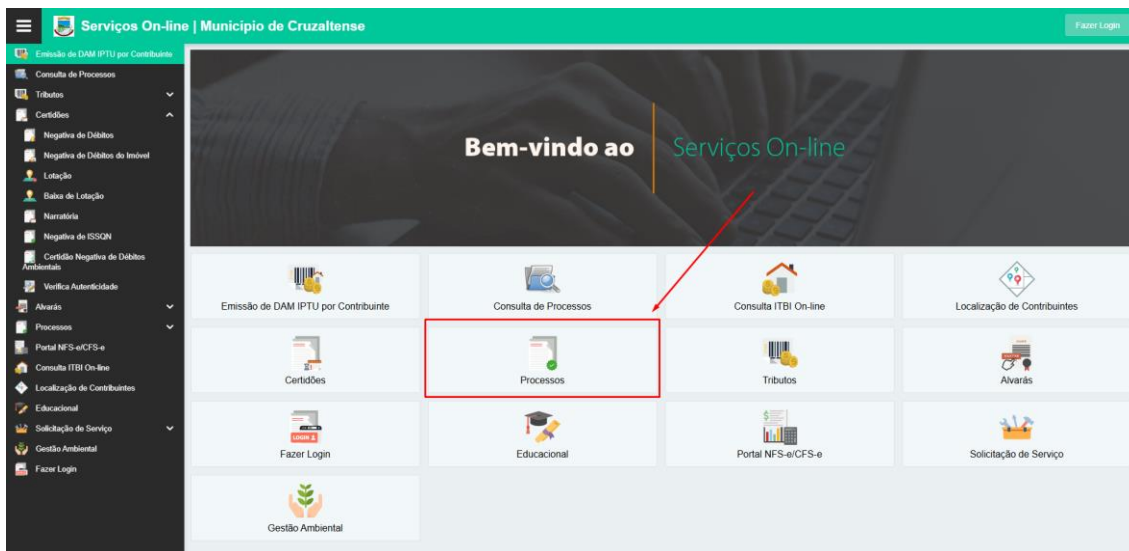 Serviços On-line | Municipio de Cruzaltense
Fazer Login
Emissão de DAM IPTU por Contribuinte
Consulta de Processos
Tributos
Certidões
Negativa de Débitos
Negativa de Débitos do Imóvel
Lotação
Baixa de Lotação
Narratória
Negativa de ISSQN
Certidão Negativa de Débitos
Ambientais
Verifica Autenticidade
Alvarás
Processos
Portal NFS-e/CFS-e
Consulta ITBI On-line
Localização de Contribuintes
Educacional
Solicitação de Serviço
Gestão Ambiental
Fazer Login
Bem-vindo ao Serviços On-line
Emissão de DAM IPTU por Contribuinte
Consulta de Processos
Consulta ITBI On-line
Localização de Contribuintes
Certidões
Processos
Tributos
Alvarás
LOGIN
Fazer Login
Educacional
Portal NFS-e/CFS-e
Solicitação de Serviço
Gestão Ambiental